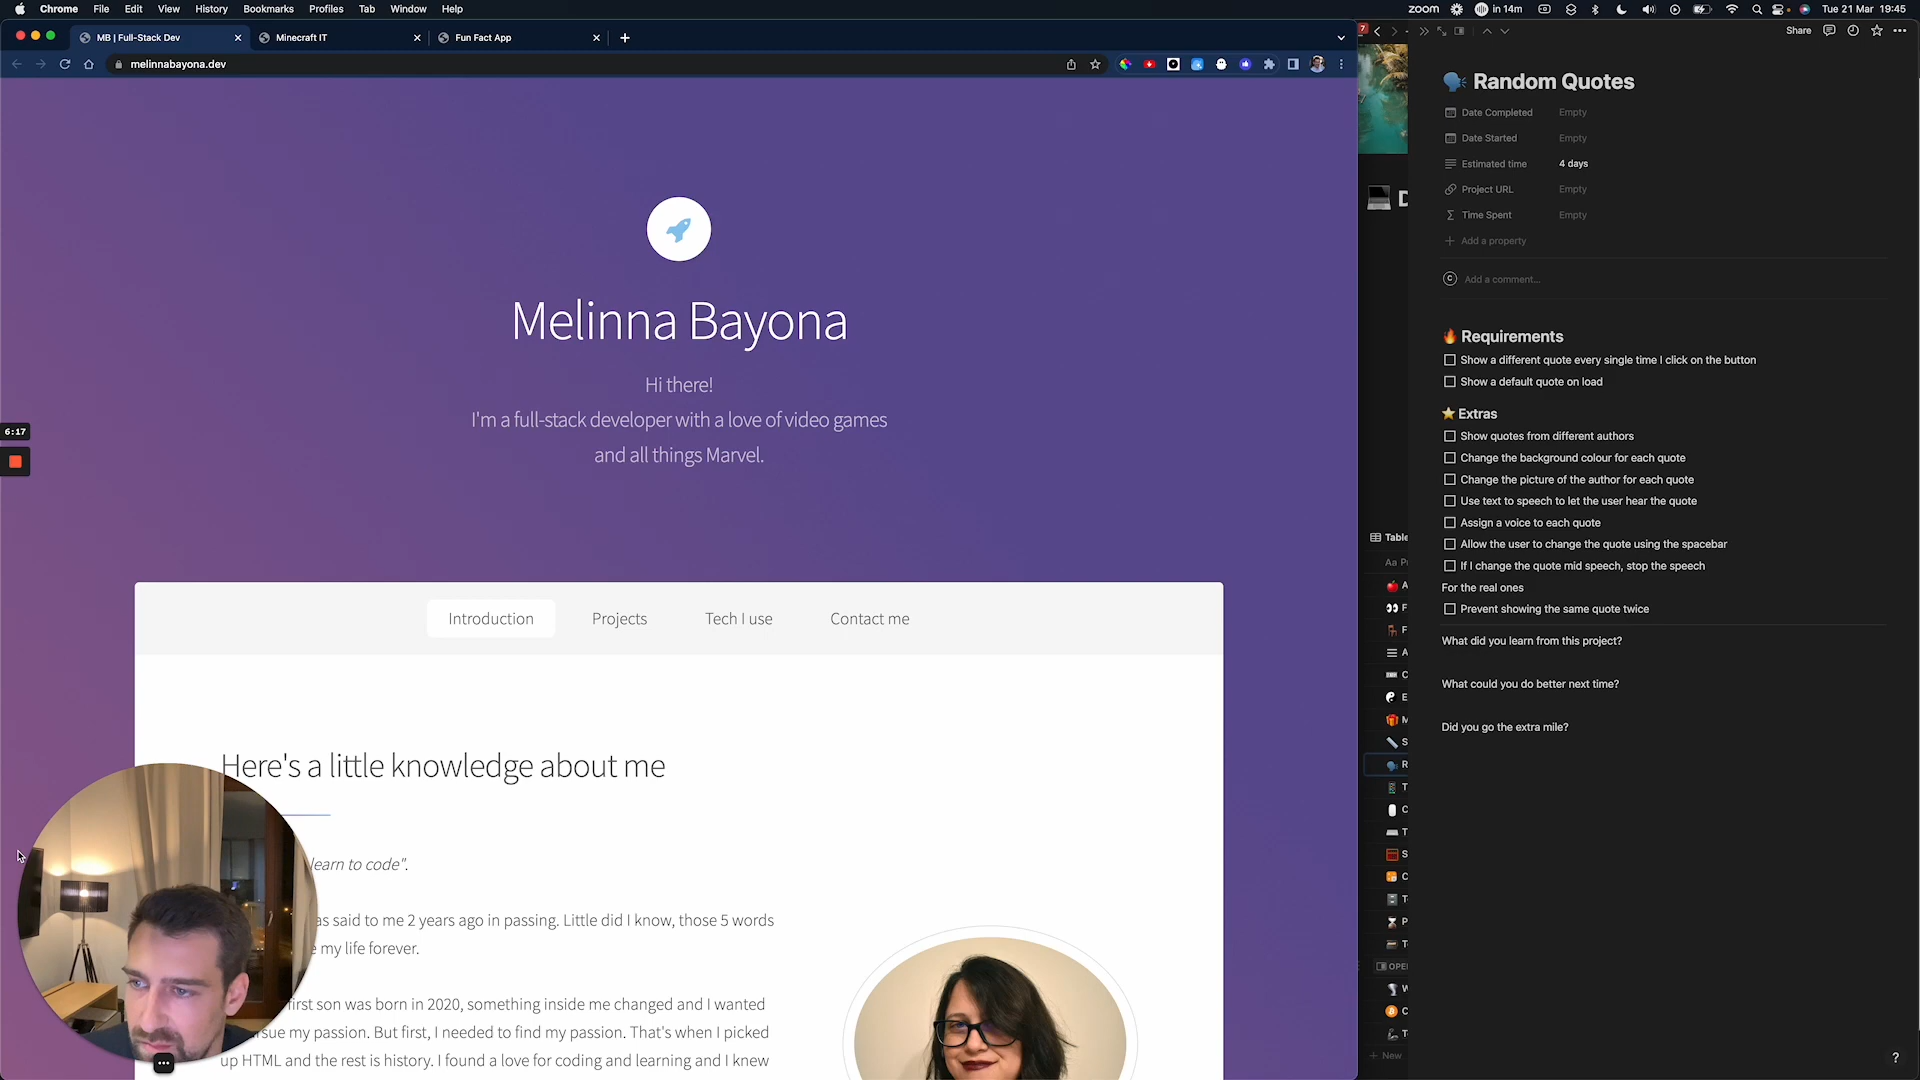 Chrome File Edit View History Bookmarks Profiles Tab Window Help
zoom in 14m Tue 21 Mar 19:45
MB | Full-Stack Dev
Minecraft IT
Fun Fact App
melinnabayona.dev
Melinna Bayona
Hi there!
I'm a full-stack developer with a love of video games
and all things Marvel.
6:17
Introduction Projects Tech I use Contact me
Here's a little knowledge about me
learn to code".
as said to me 2 years ago in passing. Little did I know, those 5 words
my life forever.
first son was born in 2020, something inside me changed and I wanted
my passion. But first, I needed to find my passion. That's when I picked
up HTML and the rest is history. I found a love for coding and learning and I knew
7
D
Table
Aa
OPE
+ New
Share
Random Quotes
Date Completed Empty
Date Started Empty
Estimated time 4 days
Project URL Empty
Time Spent Empty
+ Add a property
C Add a comment...
Requirements
Show a different quote every single time I click on the button
Show a default quote on load
Extras
Show quotes from different authors
Change the background colour for each quote
Change the picture of the author for each quote
Use text to speech to let the user hear the quote
Assign a voice to each quote
Allow the user to change the quote using the spacebar
If I change the quote mid speech, stop the speech
For the real ones
Prevent showing the same quote twice
What did you learn from this project?
What could you do better next time?
Did you go the extra mile?
?